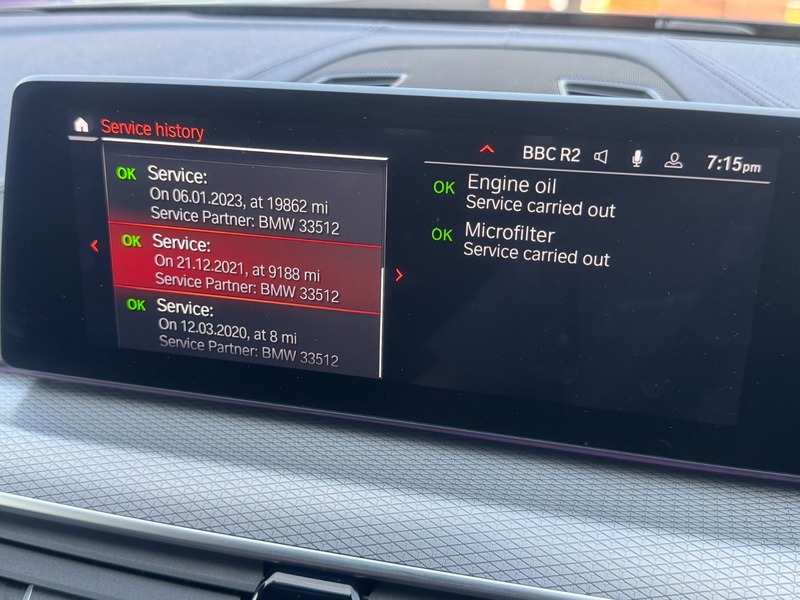 Service history
BBC R2
7:15pm
OK Service:
On 06.01.2023, at 19862 mi
Service Partner: BMW 33512
OK Service:
On 21.12.2021, at 9188 mi
Service Partner: BMW 33512
OK Service:
On 12.03.2020, at 8 mi
Service Partner: BMW 33512
OK Engine oil
Service carried out
OK Microfilter
Service carried out